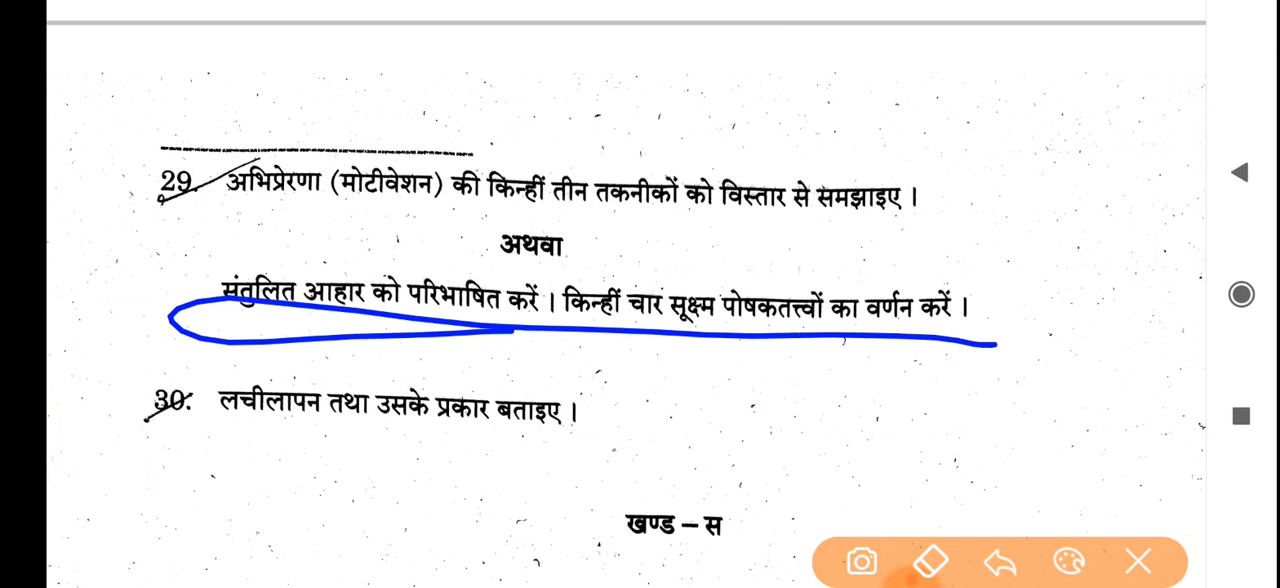 29. अभिप्रेरणा (मोटीवेशन) की किन्हीं तीन तकनीकों को विस्तार से समझाइए ।
अथवा
संतुलित आहार को परिभाषित करें । किन्हीं चार सूक्ष्म पोषकतत्त्वों का वर्णन करें ।
30. लचीलापन तथा उसके प्रकार बताइए ।
खण्ड – स